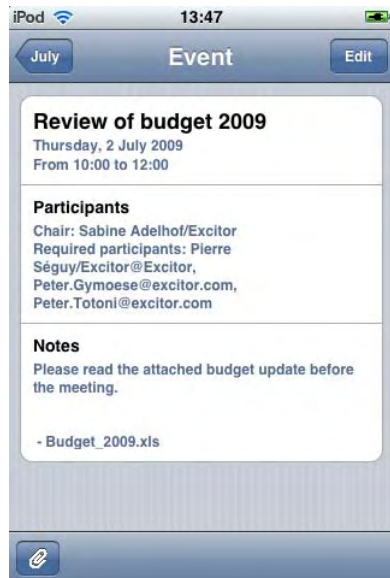 iPod 13:47
July Event Edit
Review of budget 2009
Thursday, 2 July 2009
From 10:00 to 12:00
Participants
Chair: Sabine Adelhof/Excitor
Required participants: Pierre
Séguy/Excitor@Excitor,
Peter.Gymoese@excitor.com,
Peter.Totoni@excitor.com
Notes
Please read the attached budget update before
the meeting.
- Budget_2009.xls